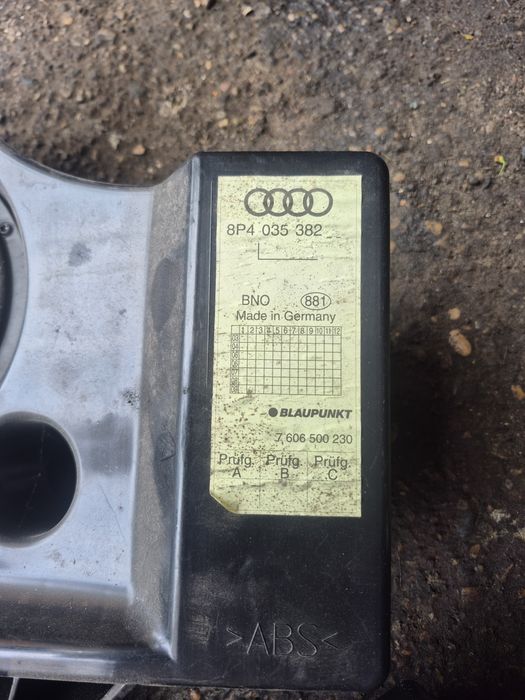 8P4 035 382
BNO 881
Made in Germany
1 2 3 4 5 6 7 8 9 10 11 12
BLAUPUNKT
7 606 500 230
Prüfg. Prüfg. Prüfg.
A B C
>ABS<